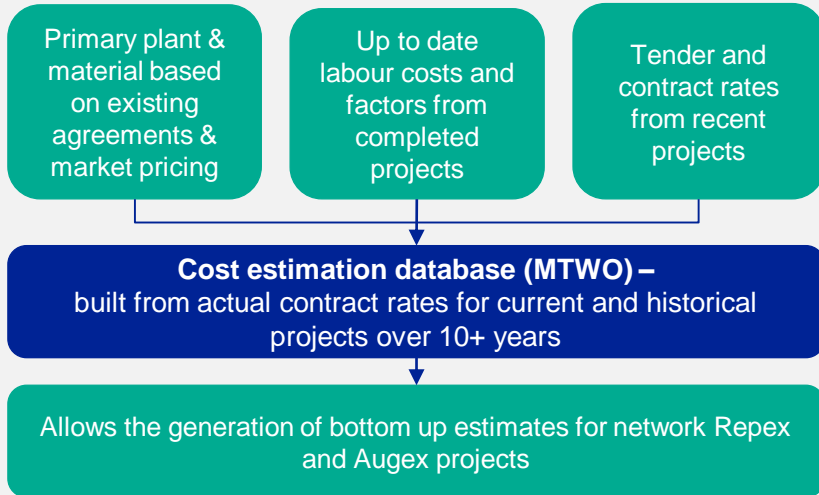 Primary plant &
material based
on existing
agreements &
market pricing
Up to date
labour costs and
factors from
completed
projects
Tender and
contract rates
from recent
projects
Cost estimation database (MTWO) –
built from actual contract rates for current and historical
projects over 10+ years
Allows the generation of bottom up estimates for network Repex
and Augex projects